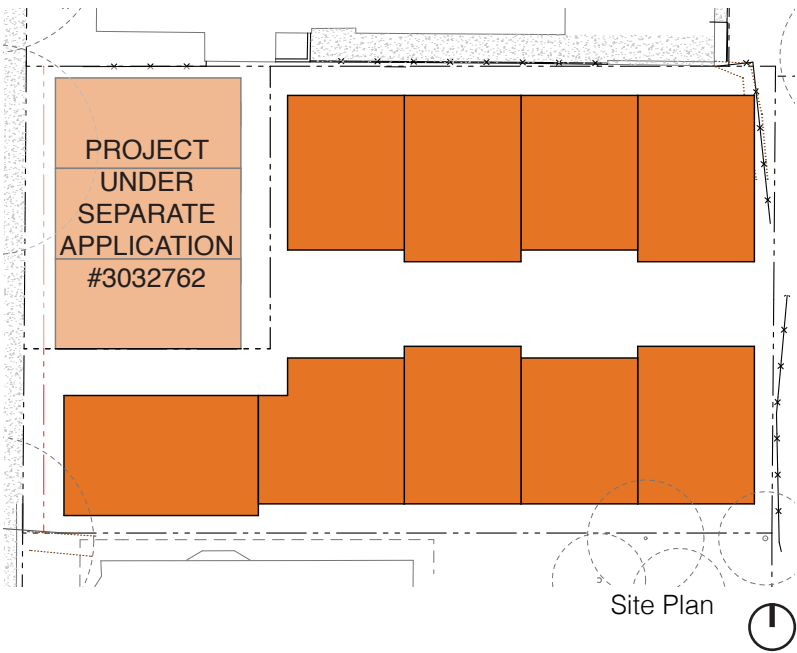 PROJECT
UNDER
SEPARATE
APPLICATION
#3032762
Site Plan